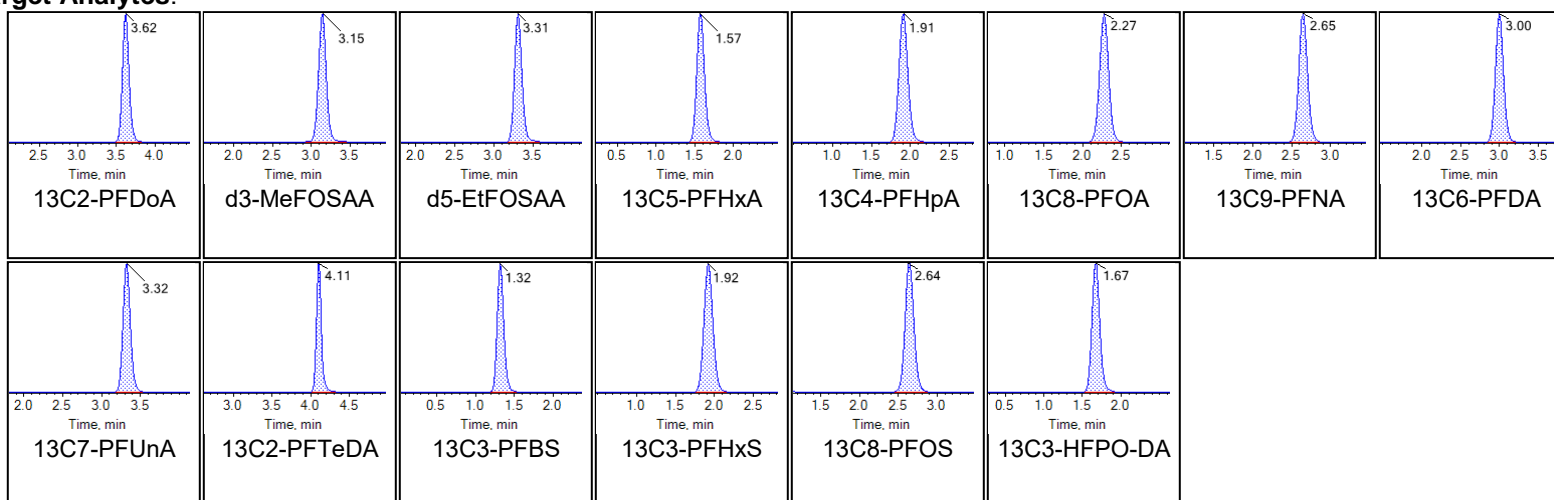 Analytes:
3.62
2.5 3.0 3.5 4.0
Time, min
13C2-PFDoA
3.15
2.0 2.5 3.0 3.5
Time, min
d3-MeFOSAA
3.31
2.0 2.5 3.0 3.5
Time, min
d5-EtFOSAA
1.57
0.5 1.0 1.5 2.0
Time, min
13C5-PFHxA
1.91
1.0 1.5 2.0 2.5
Time, min
13C4-PFHpA
2.27
1.0 1.5 2.0 2.5
Time, min
13C8-PFOA
2.65
1.5 2.0 2.5 3.0
Time, min
13C9-PFNA
3.00
2.0 2.5 3.0 3.5
Time, min
13C6-PFDA
3.32
2.0 2.5 3.0 3.5
Time, min
13C7-PFUnA
4.11
3.0 3.5 4.0 4.5
Time, min
13C2-PFTeDA
1.32
0.5 1.0 1.5 2.0
Time, min
13C3-PFBS
1.92
1.0 1.5 2.0 2.5
Time, min
13C3-PFHxS
2.64
1.5 2.0 2.5 3.0
Time, min
13C8-PFOS
1.67
0.5 1.0 1.5 2.0
Time, min
13C3-HFPO-DA